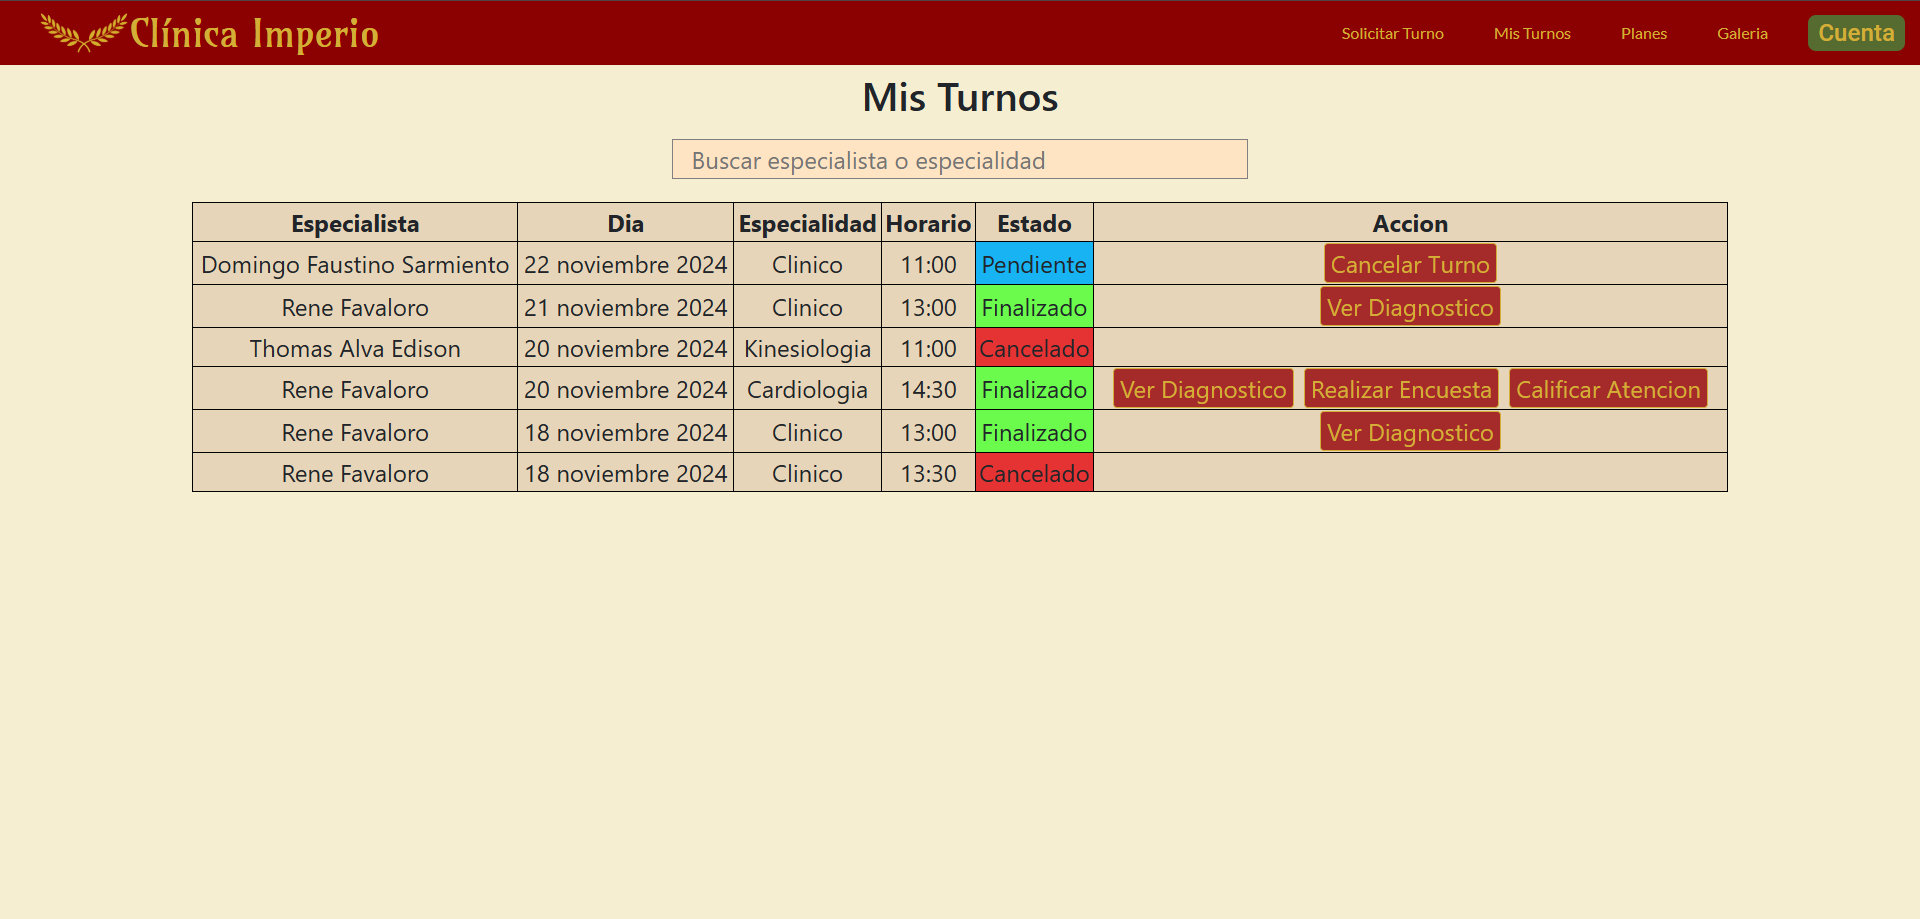 Clínica Imperio
Solicitar Turno Mis Turnos Planes Galeria Cuenta
Mis Turnos
Buscar especialista o especialidad
Especialista Dia Especialidad Horario Estado Accion
Domingo Faustino Sarmiento 22 noviembre 2024 Clinico 11:00 Pendiente Cancelar Turno
Rene Favaloro 21 noviembre 2024 Clinico 13:00 Finalizado Ver Diagnostico
Thomas Alva Edison 20 noviembre 2024 Kinesiologia 11:00 Cancelado
Rene Favaloro 20 noviembre 2024 Cardiologia 14:30 Finalizado Ver Diagnostico Realizar Encuesta Calificar Atencion
Rene Favaloro 18 noviembre 2024 Clinico 13:00 Finalizado Ver Diagnostico
Rene Favaloro 18 noviembre 2024 Clinico 13:30 Cancelado